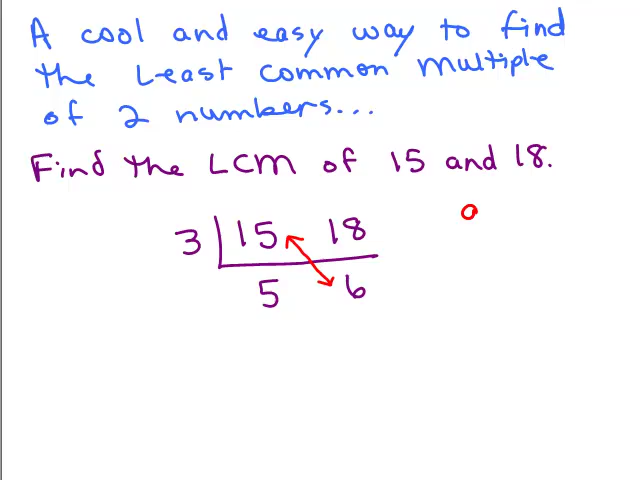 A cool and easy way to find
the Least common multiple
of 2 numbers...
Find the LCM of 15 and 18.
3 15 18
5 6